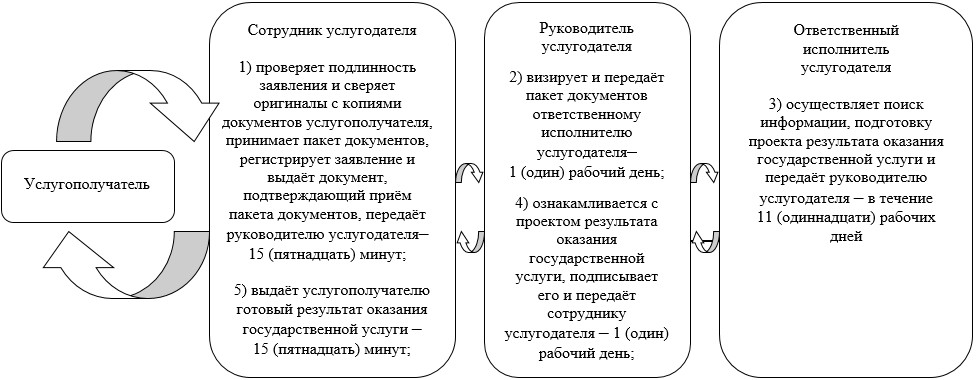 Услугополучатель
Сотрудник услугодателя
1) проверяет подлинность
заявления и сверяет
оригиналы с копиями
документов услугополучателя,
принимает пакет документов,
регистрирует заявление и
выдаёт документ,
подтверждающий приём
пакета документов, передаёт
руководителю услугодателя–
15 (пятнадцать) минут;
5) выдаёт услугополучателю
готовый результат оказания
государственной услуги –
15 (пятнадцать) минут;
Руководитель
услугодателя
2) визирует и передаёт
пакет документов
ответственному
исполнителю
услугодателя–
1 (один) рабочий день;
4) ознакамливается с
проектом результата
оказания
государственной
услуги, подписывает
его и передаёт
сотруднику
услугодателя – 1 (один)
рабочий день;
Ответственный
исполнитель
услугодателя
3) осуществляет поиск
информации, подготовку
проекта результата оказания
государственной услуги и
передаёт руководителю
услугодателя – в течение
11 (одиннадцати) рабочих
дней